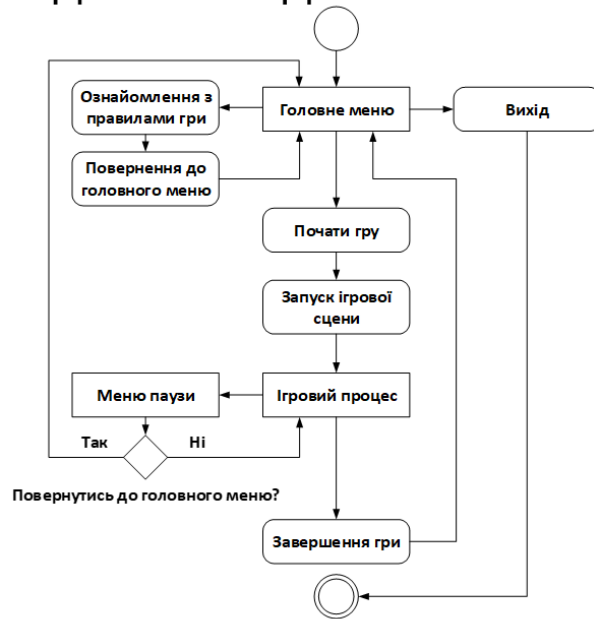 Ознайомлення з
правилами гри
Головне меню
Вихід
Повернення до
головного меню
Почати гру
Запуск ігрової
сцени
Меню паузи
Ігровий процес
Так
Ні
Повернутись до головного меню?
Завершення гри